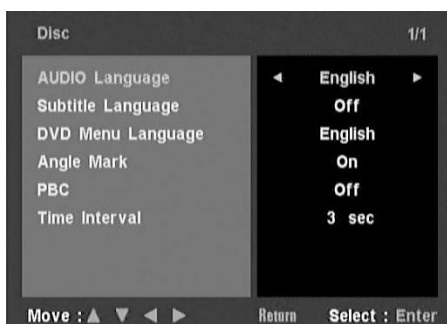 Disc 1/1
AUDIO Language ◄ English ►
Subtitle Language Off
DVD Menu Language English
Angle Mark On
PBC Off
Time Interval 3 sec
Move : ▲ ▼ ◄ ► Return Select : Enter